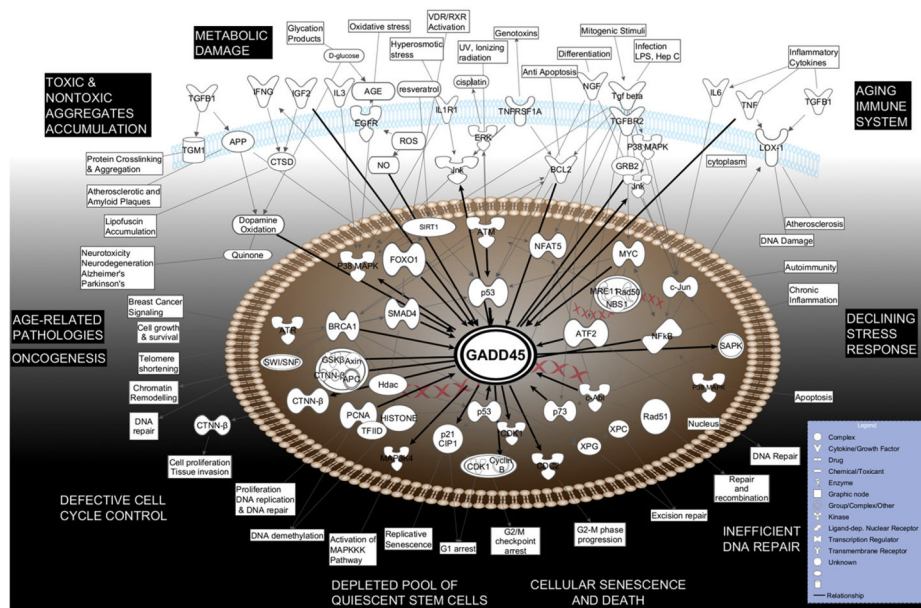 METABOLIC
DAMAGE
Glycation
Products
Oxidative stress
VDR/RXR
Activation
Hyperosmotic
stress
UV, Ionizing
radiation
Genotoxins
Mitogenic Stimuli
Infection
LPS, Hep C
Differentiation
Anti Apoptosis
Inflammatory
Cytokines
D-glucose
AGE
resveratrol
cisplatin
TOXIC &
NONTOXIC
AGGREGATES
ACCUMULATION
TGFB1
IFNG
IGF2
IL3
EGFR
IL1R1
TNFRSF1A
NGF
Tgf beta
TGFBR2
IL6
TNF
TGFB1
AGING
IMMUNE
SYSTEM
TGM1
APP
CTSD
NO
ROS
Jnk
ERK
BCL2
GRB2
P38 MAPK
Jnk
cytoplasm
LOX-1
Protein Crosslinking
& Aggregation
Atherosclerotic and
Amyloid Plaques
Lipofuscin
Accumulation
Neurotoxicity
Neurodegeneration
Alzheimer's
Parkinson's
Dopamine
Oxidation
Quinone
Atherosclerosis
DNA Damage
Autoimmunity
Chronic
Inflammation
SIRT1
ATM
P38 MAPK
FOXO1
NFAT5
MYC
p53
SMAD4
MRE11
Rad50
NBS1
c-Jun
AGE-RELATED
PATHOLOGIES
ONCOGENESIS
Breast Cancer
Signaling
Cell growth
& survival
Telomere
shortening
Chromatin
Remodelling
DNA
repair
ATR
BRCA1
ATF2
NFkB
SAPK
DECLINING
STRESS
RESPONSE
GADD45
SWI/SNF
GSKβ
Axin
CTNN-β
APC
Hdac
CTNN-β
PCNA
HISTONE
TFIID
p53
p73
c-Abl
P38 MAPK
Apoptosis
Rad51
Nucleus
CTNN-β
MAP3K4
p21
CIP1
CDK1
CDK1
Cyclin
B
XPG
XPC
DNA Repair
Repair
and
recombination
Excision repair
Cell proliferation
Tissue invasion
DEFECTIVE CELL
CYCLE CONTROL
Proliferation
DNA replication
& DNA repair
DNA demethylation
Activation of
MAPKKK
Pathway
Replicative
Senescence
G1 arrest
G2/M
checkpoint
arrest
G2-M phase
progression
INEFFICIENT
DNA REPAIR
DEPLETED POOL OF
QUIESCENT STEM CELLS
CELLULAR SENESCENCE
AND DEATH
Legend
Complex
Cytokine/Growth Factor
Drug
Chemical/Toxicant
Enzyme
Graphic node
Group/Complex/Other
Kinase
Ligand-dep. Nuclear Receptor
Transcription Regulator
Transmembrane Receptor
Unknown
Relationship